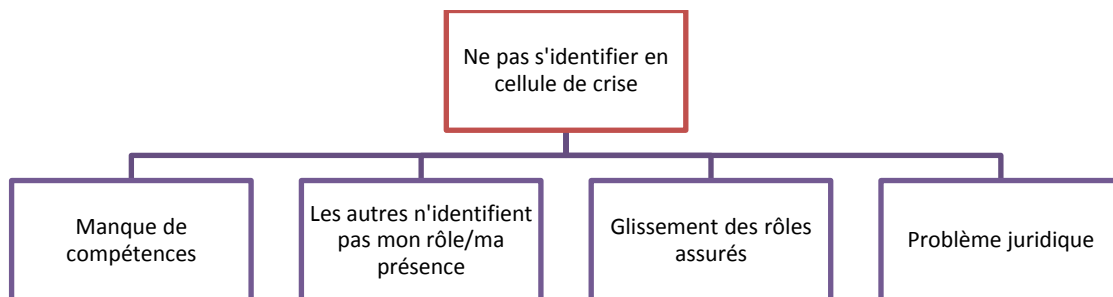 Ne pas s'identifier en
cellule de crise
Manque de
compétences
Les autres n'identifient
pas mon rôle/ma
présence
Glissement des rôles
assurés
Problème juridique